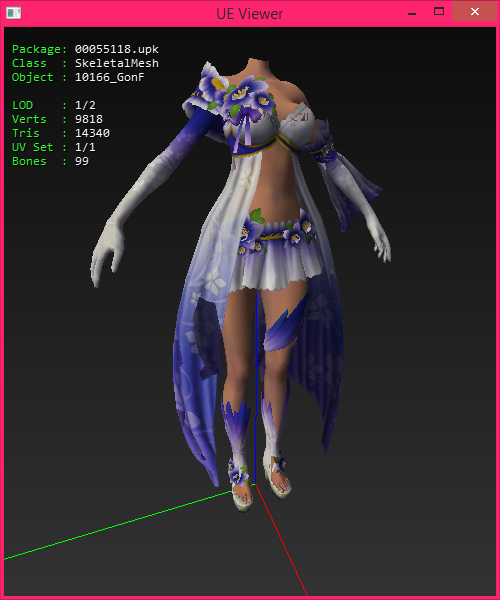 UE Viewer
Package: 00055118.upk
Class : SkeletalMesh
Object : 10166_GonF
LOD : 1/2
Verts : 9818
Tris : 14340
UV Set : 1/1
Bones : 99